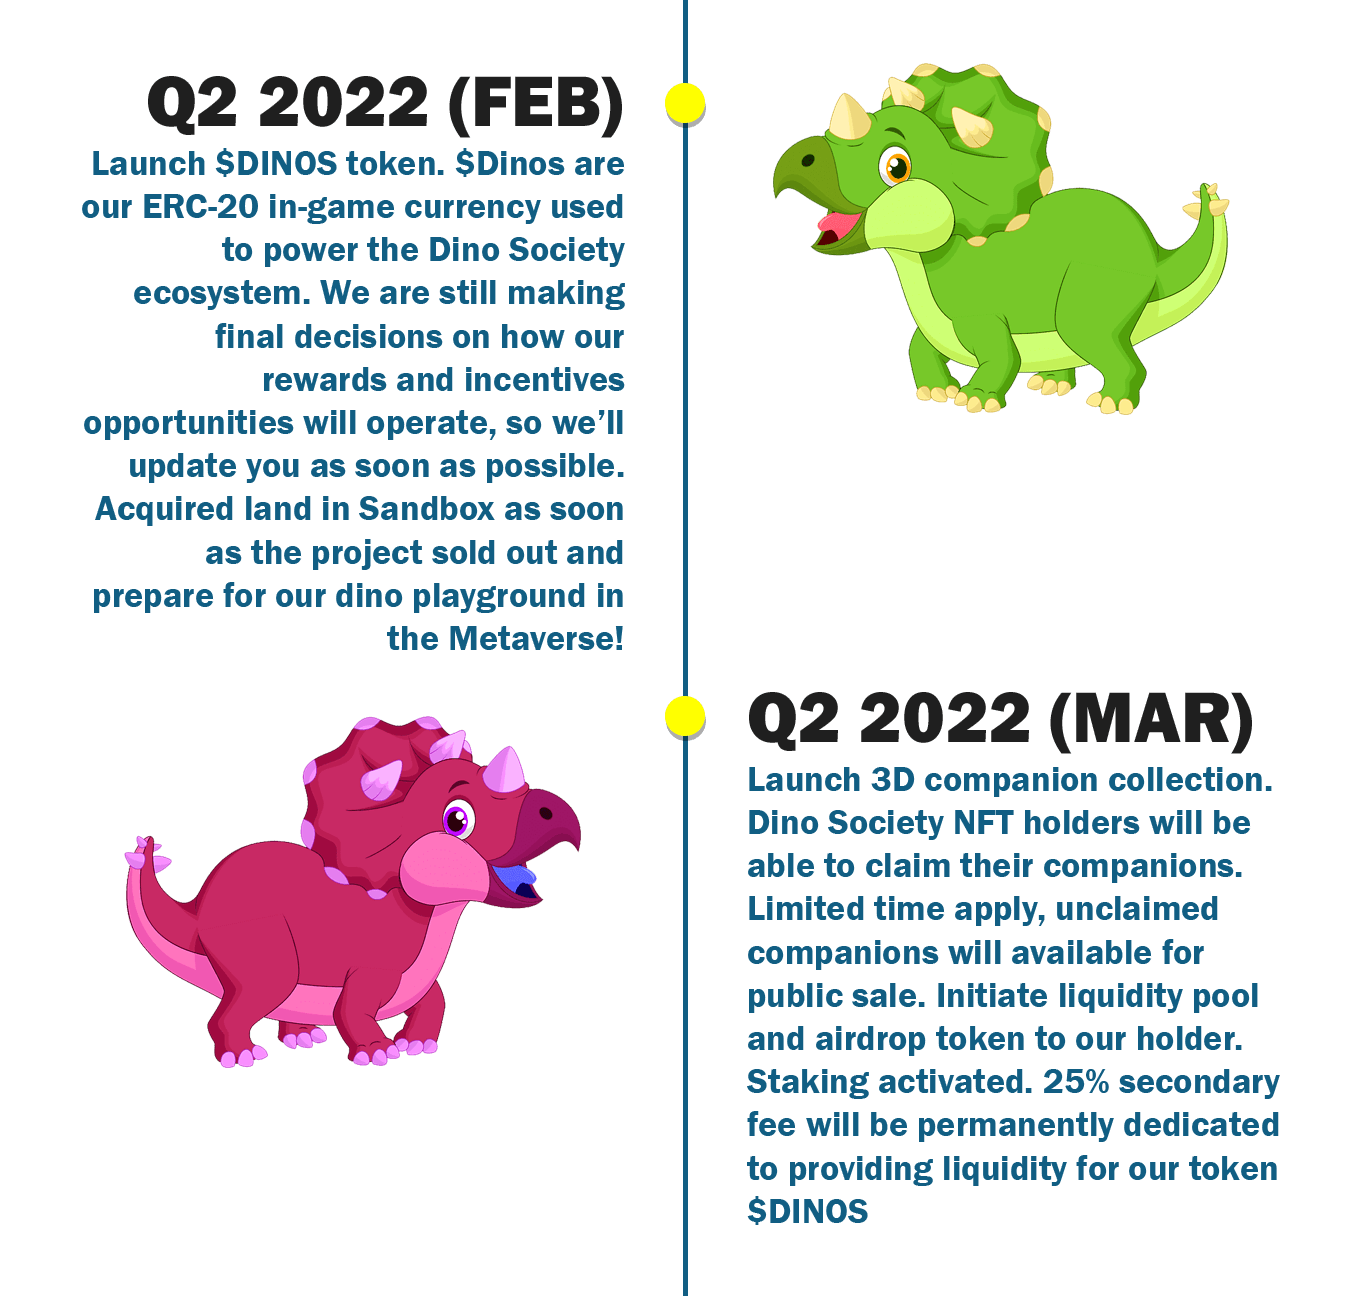 Q2 2022 (FEB)
Launch $DINOS token. $Dinos are
our ERC-20 in-game currency used
to power the Dino Society
ecosystem. We are still making
final decisions on how our
rewards and incentives
opportunities will operate, so we’ll
update you as soon as possible.
Acquired land in Sandbox as soon
as the project sold out and
prepare for our dino playground in
the Metaverse!
Q2 2022 (MAR)
Launch 3D companion collection.
Dino Society NFT holders will be
able to claim their companions.
Limited time apply, unclaimed
companions will available for
public sale. Initiate liquidity pool
and airdrop token to our holder.
Staking activated. 25% secondary
fee will be permanently dedicated
to providing liquidity for our token
$DINOS